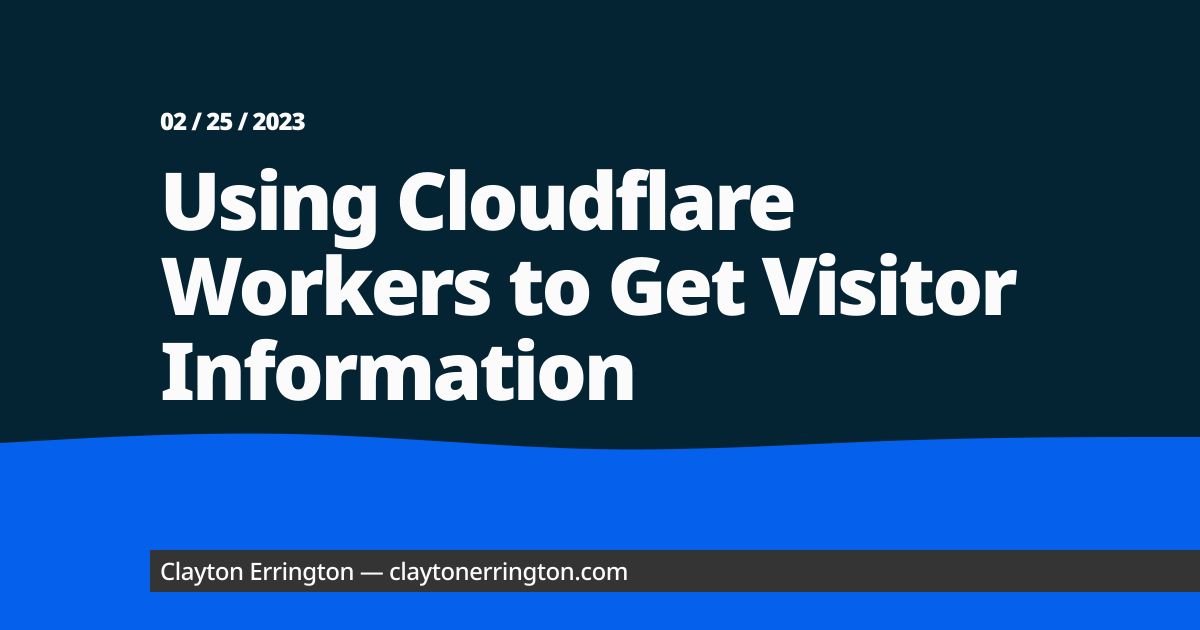 02 / 25 / 2023
Using Cloudflare
Workers to Get Visitor
Information
Clayton Errington — claytonerrington.com